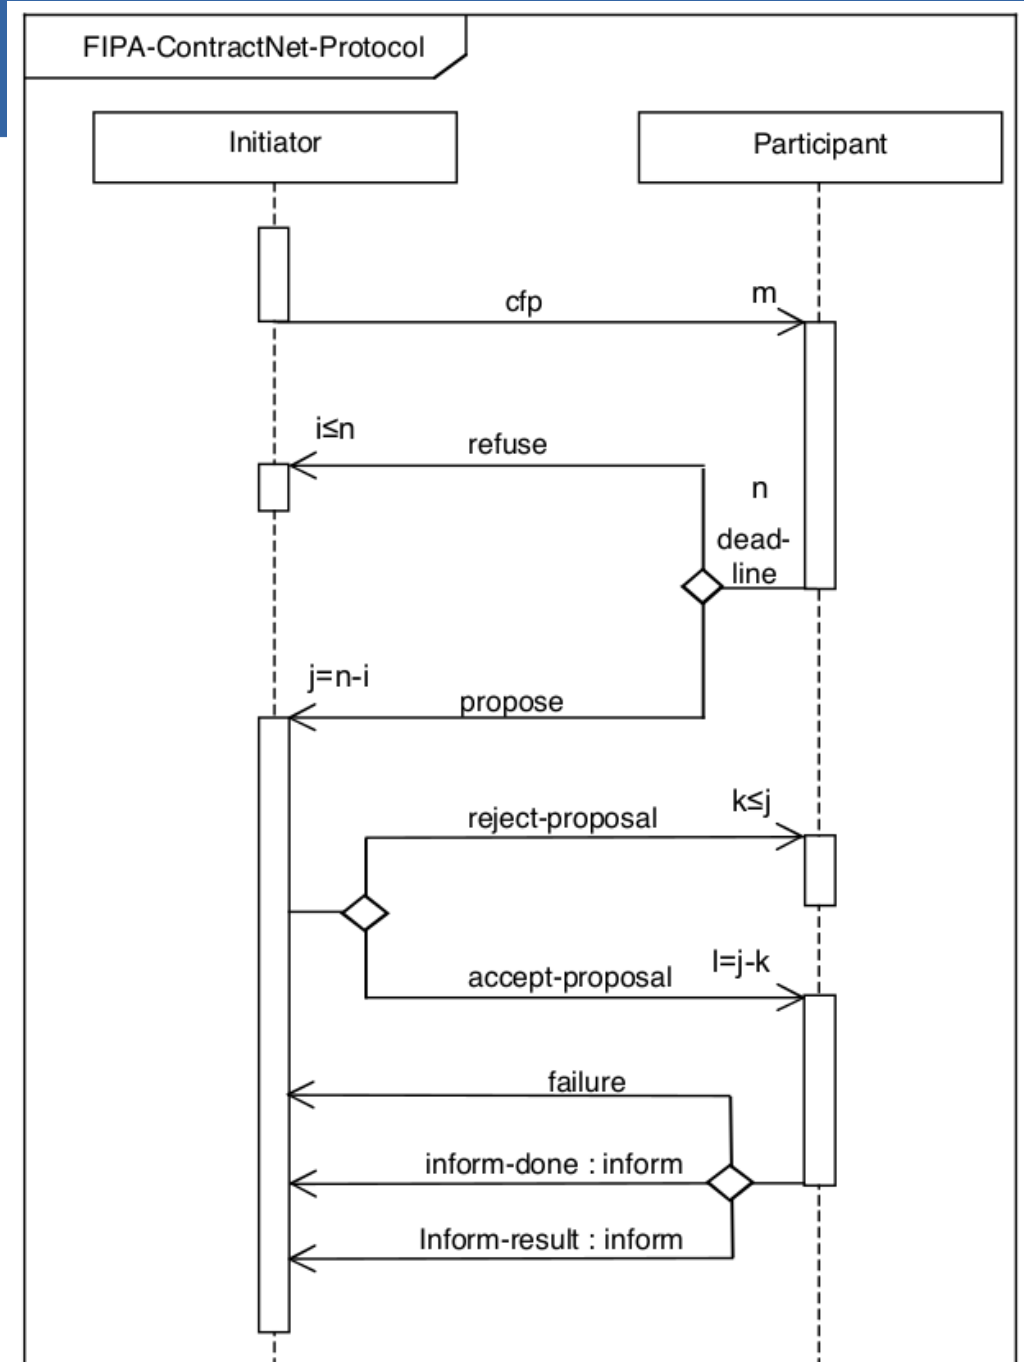 FIPA-ContractNet-Protocol
Initiator
Participant
cfp
m
i≤n
refuse
n
dead-
line
j=n-i
propose
k≤j
reject-proposal
l=j-k
accept-proposal
failure
inform-done : inform
Inform-result : inform